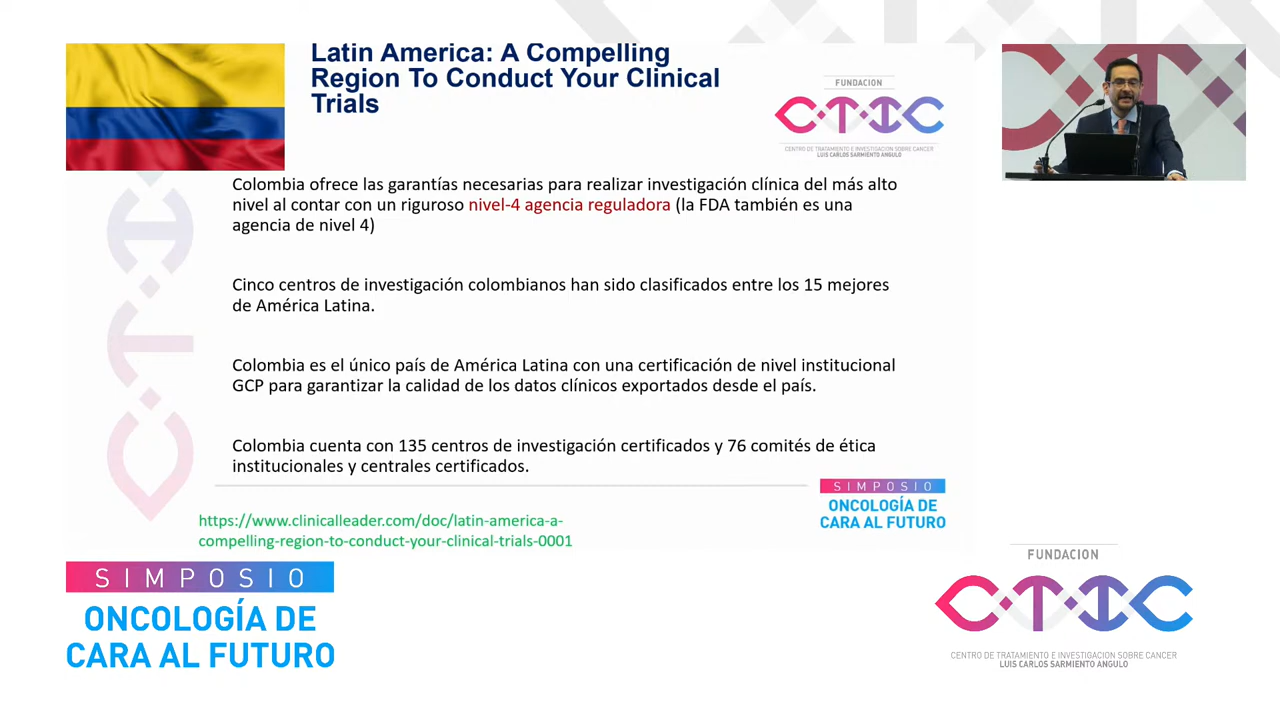 Latin America: A Compelling
Region To Conduct Your Clinical
Trials
FUNDACION
CTIC
CENTRO DE TRATAMIENTO E INVESTIGACION SOBRE CANCER
LUIS CARLOS SARMIENTO ANGULO
Colombia ofrece las garantías necesarias para realizar investigación clínica del más alto
nivel al contar con un riguroso nivel-4 agencia reguladora (la FDA también es una
agencia de nivel 4)
Cinco centros de investigación colombianos han sido clasificados entre los 15 mejores
de América Latina.
Colombia es el único país de América Latina con una certificación de nivel institucional
GCP para garantizar la calidad de los datos clínicos exportados desde el país.
Colombia cuenta con 135 centros de investigación certificados y 76 comités de ética
institucionales y centrales certificados.
SIMPOSIO
ONCOLOGÍA DE
CARA AL FUTURO
https://www.clinicalleader.com/doc/latin-america-a-
compelling-region-to-conduct-your-clinical-trials-0001
SIMPOSIO
ONCOLOGÍA DE
CARA AL FUTURO
FUNDACION
CTIC
CENTRO DE TRATAMIENTO E INVESTIGACION SOBRE CANCER
LUIS CARLOS SARMIENTO ANGULO